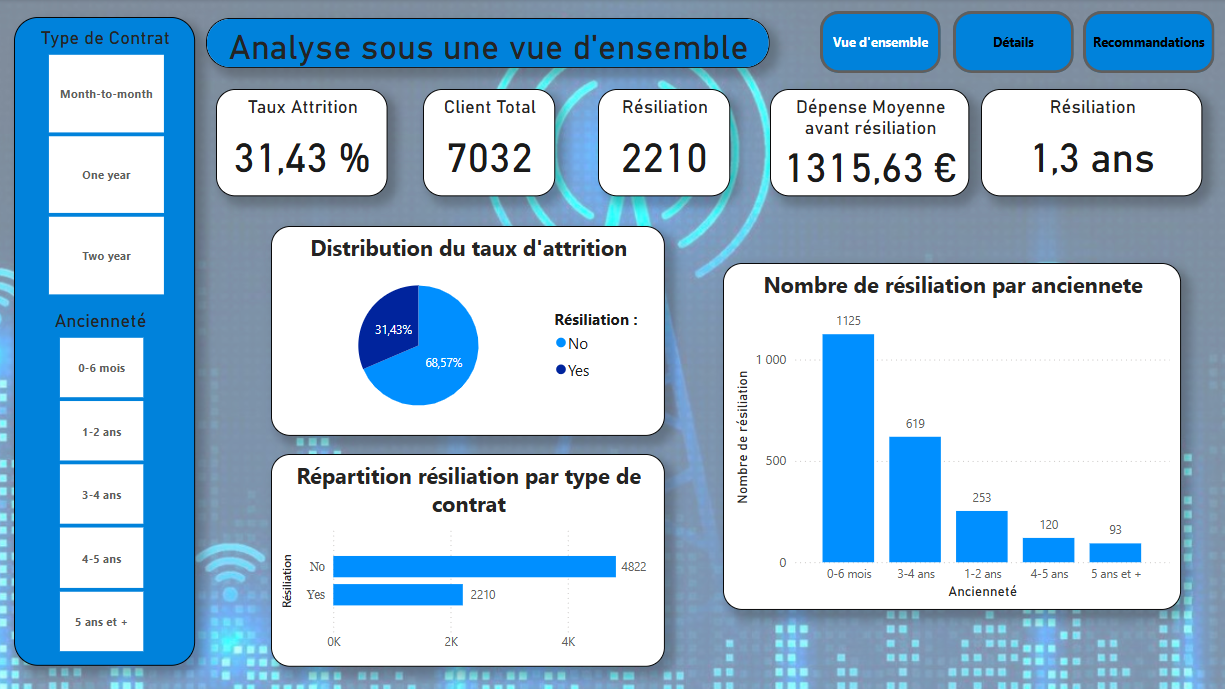 Type de Contrat
Month-to-month
One year
Two year
Ancienneté
0-6 mois
1-2 ans
3-4 ans
4-5 ans
5 ans et +
Analyse sous une vue d'ensemble
Vue d'ensemble
Détails
Recommandations
Taux Attrition
31,43 %
Client Total
7032
Résiliation
2210
Dépense Moyenne
avant résiliation
1315,63 €
Résiliation
1,3 ans
Distribution du taux d'attrition
31,43%
68,57%
Résiliation :
No
Yes
Répartition résiliation par type de
contrat
Résiliation
No
4822
Yes
2210
0K
2K
4K
Nombre de résiliation par anciennete
Nombre de résiliation
1 000
500
0
1125
619
253
120
93
0-6 mois
3-4 ans
1-2 ans
4-5 ans
5 ans et +
Ancienneté